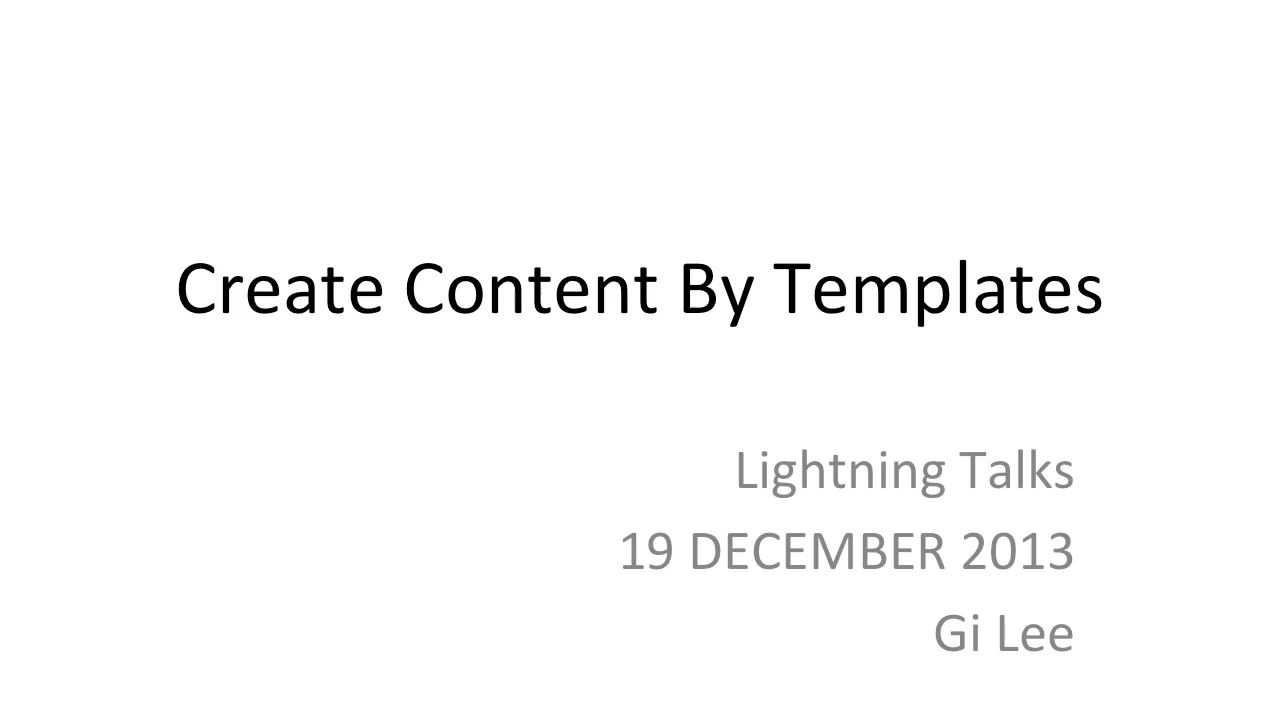 Create Content By Templates
Lightning Talks
19 DECEMBER 2013
Gi Lee